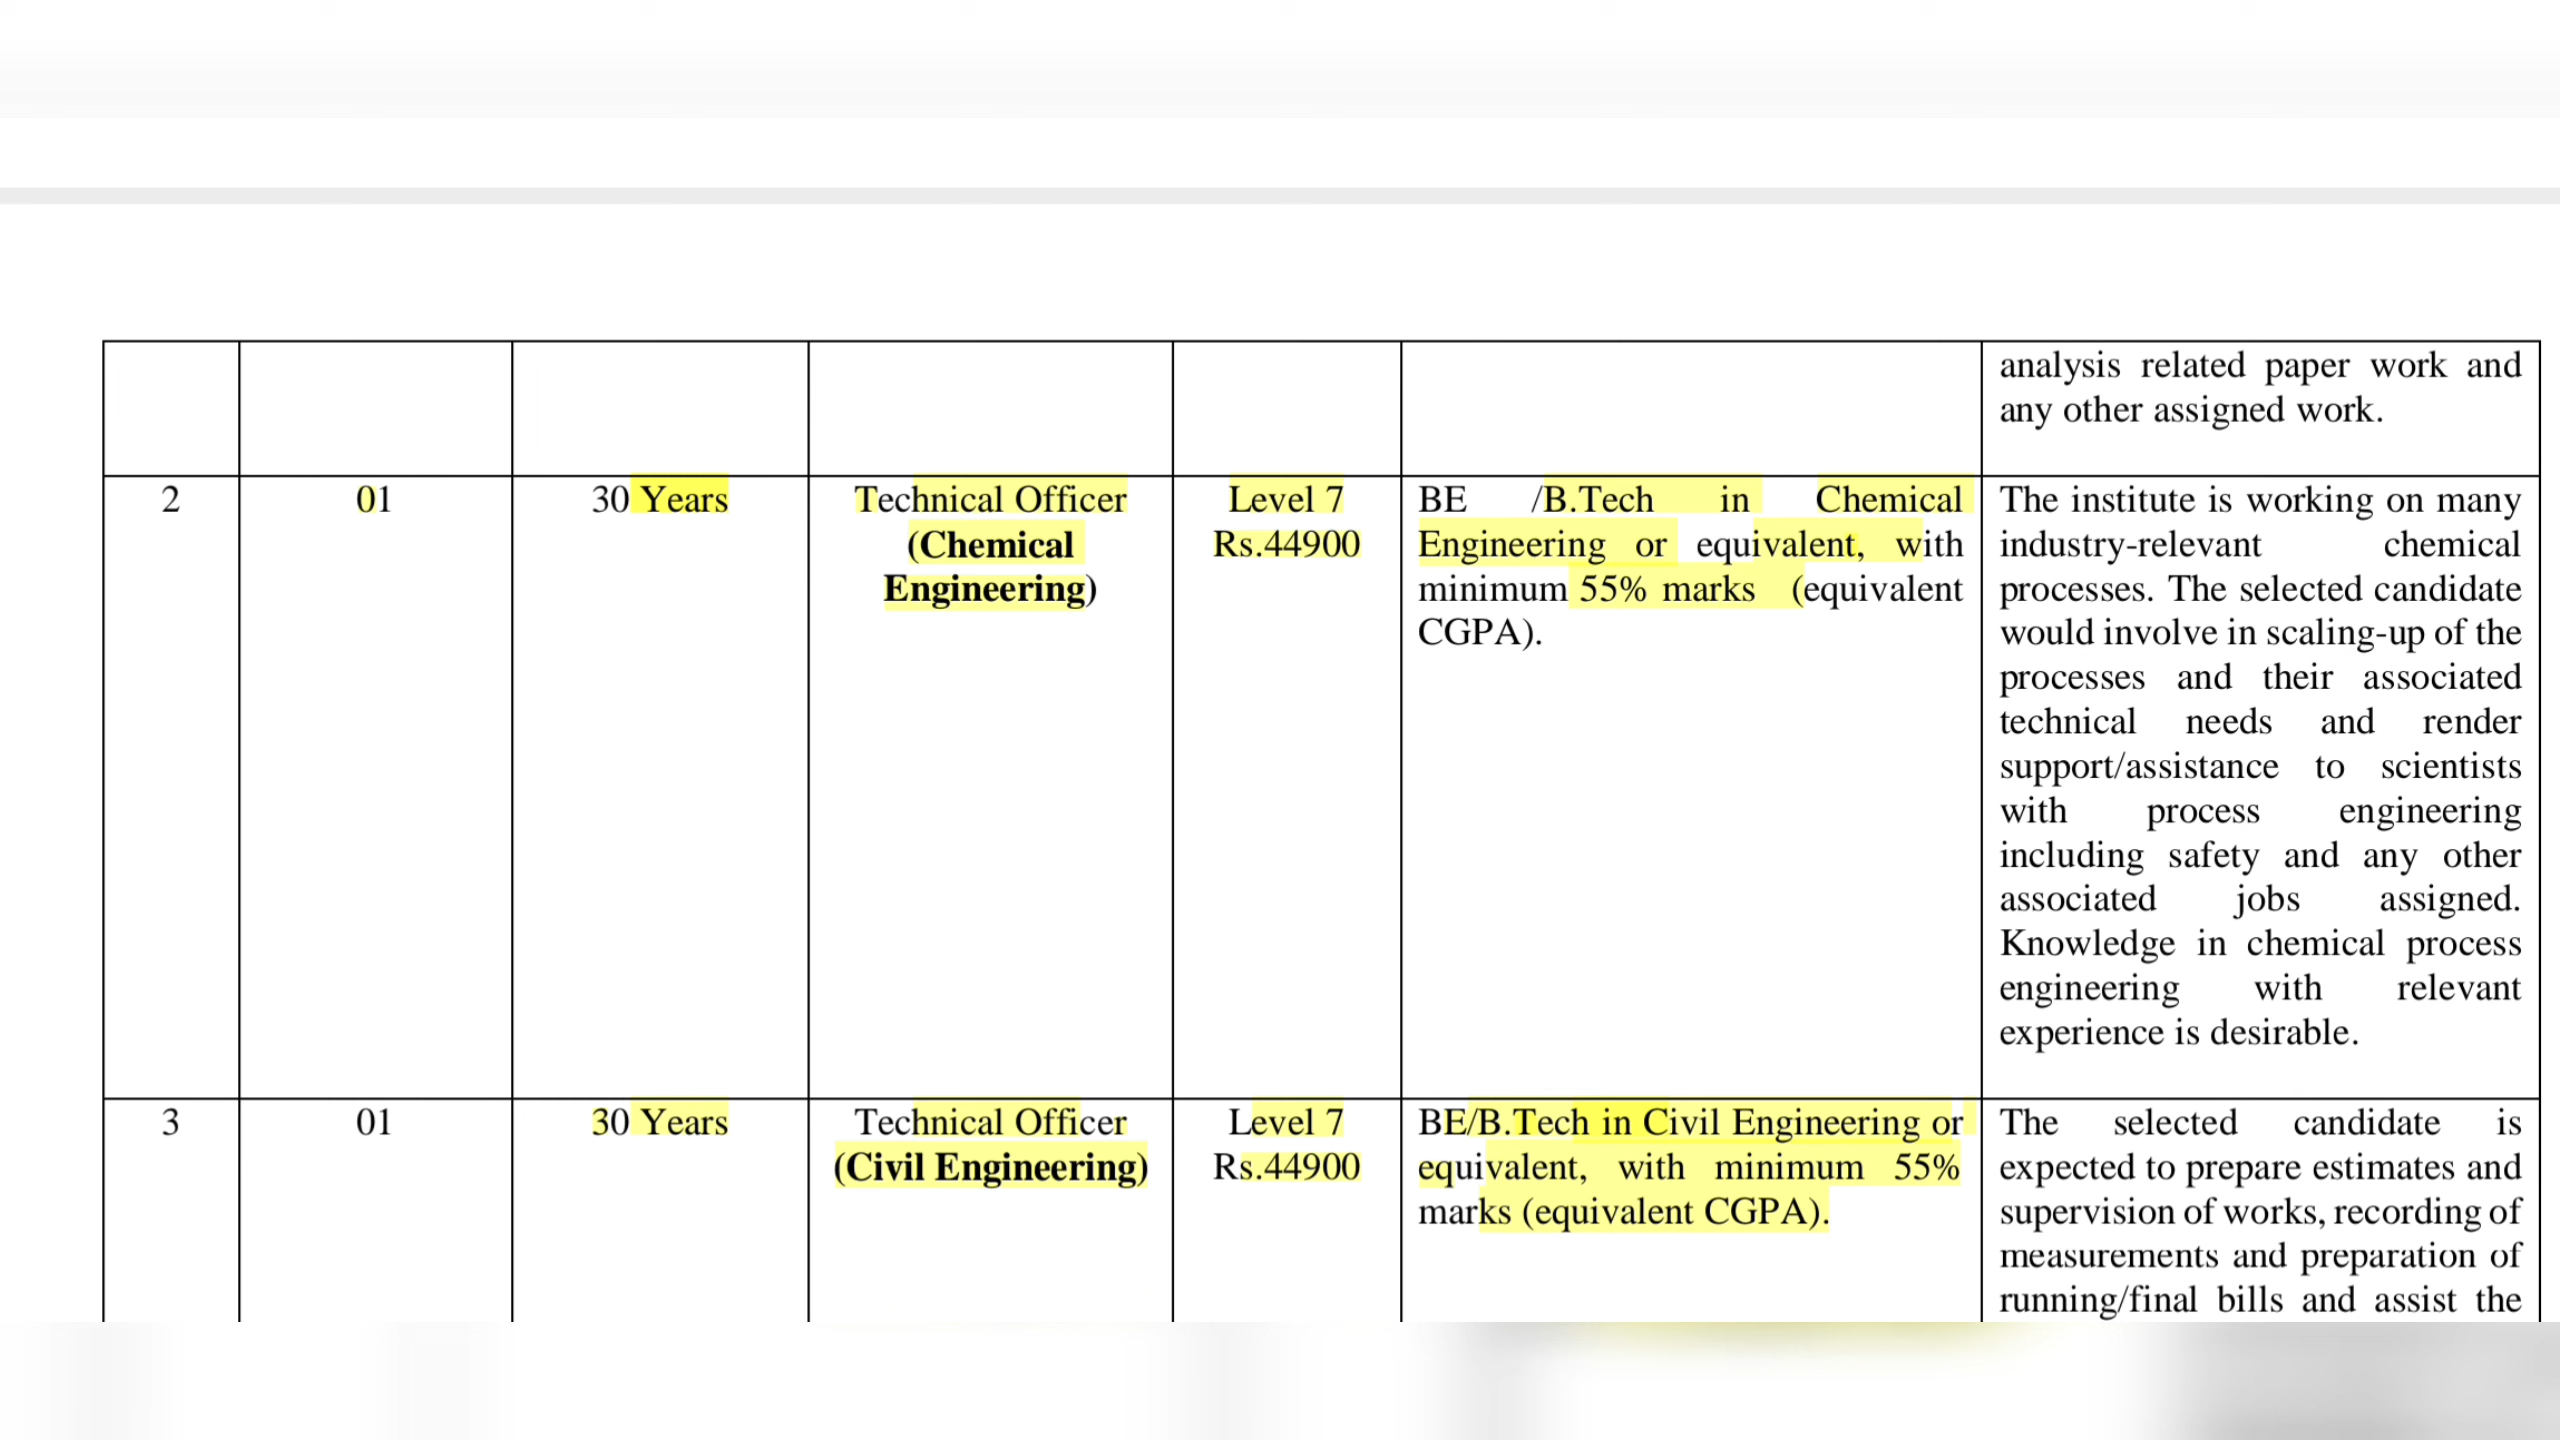 analysis related paper work and
any other assigned work.
2
01
30 Years
Technical Officer
(Chemical
Engineering)
Level 7
Rs.44900
BE /B.Tech in Chemical
Engineering or equivalent, with
minimum 55% marks (equivalent
CGPA).
The institute is working on many
industry-relevant chemical
processes. The selected candidate
would involve in scaling-up of the
processes and their associated
technical needs and render
support/assistance to scientists
with process engineering
including safety and any other
associated jobs assigned.
Knowledge in chemical process
engineering with relevant
experience is desirable.
3
01
30 Years
Technical Officer
(Civil Engineering)
Level 7
Rs.44900
BE/B.Tech in Civil Engineering or
equivalent, with minimum 55%
marks (equivalent CGPA).
The selected candidate is
expected to prepare estimates and
supervision of works, recording of
measurements and preparation of
running/final bills and assist the